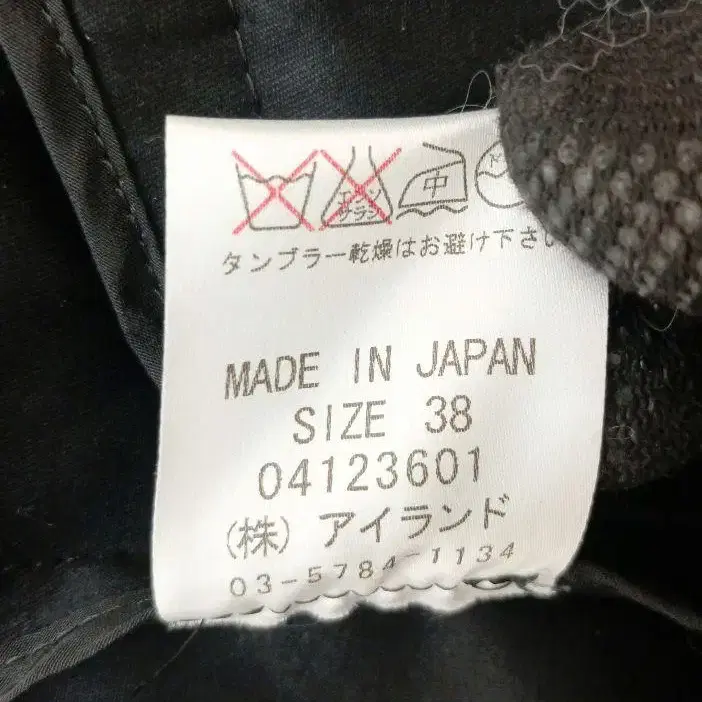 エンソ
サラシ
中
ド
タンブラー乾燥はお避け下さい
MADE IN JAPAN
SIZE 38
04123601
(株) アイランド
03-5784-1134